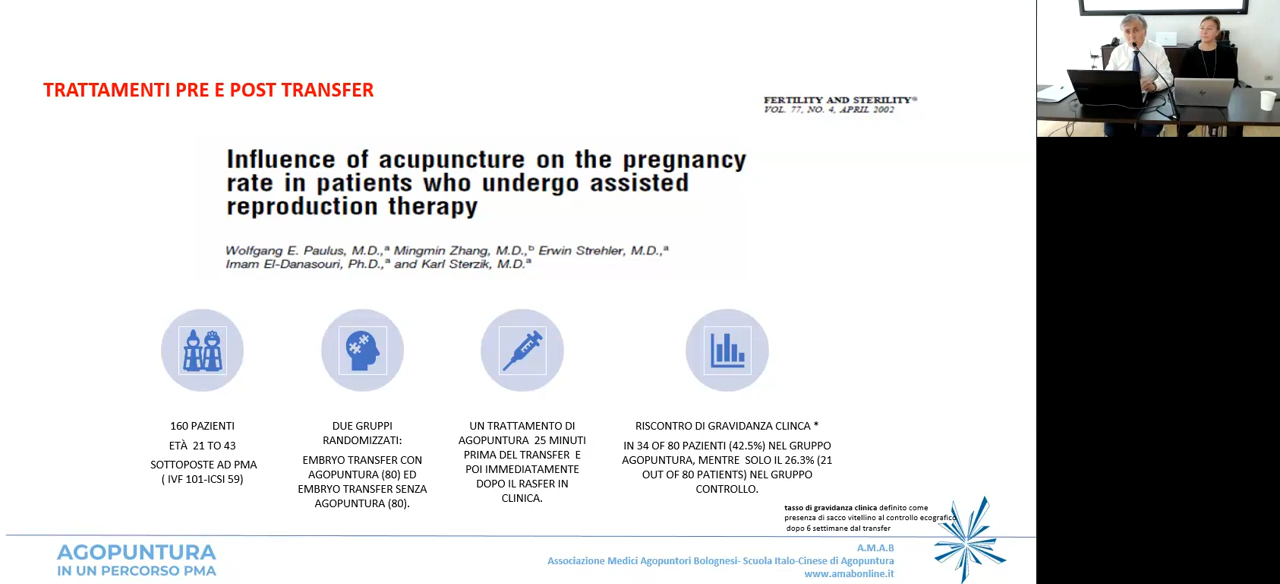 TRATTAMENTI PRE E POST TRANSFER
FERTILITY AND STERILITY®
VOL. 77, NO. 4, APRIL 2002
Influence of acupuncture on the pregnancy
rate in patients who undergo assisted
reproduction therapy
Wolfgang E. Paulus, M.D.,ᵃ Mingmin Zhang, M.D.,ᵇ Erwin Strehler, M.D.,ᵃ
Imam El-Danasouri, Ph.D.,ᵃ and Karl Sterzik, M.D.ᵃ
160 PAZIENTI
ETÀ 21 TO 43
SOTTOPOSTE AD PMA
( IVF 101-ICSI 59)
DUE GRUPPI
RANDOMIZZATI:
EMBRYO TRANSFER CON
AGOPUNTURA (80) ED
EMBRYO TRANSFER SENZA
AGOPUNTURA (80).
UN TRATTAMENTO DI
AGOPUNTURA 25 MINUTI
PRIMA DEL TRANSFER E
POI IMMEDIATAMENTE
DOPO IL RASFER IN
CLINICA.
RISCONTRO DI GRAVIDANZA CLINCA *
IN 34 OF 80 PAZIENTI (42.5%) NEL GRUPPO
AGOPUNTURA, MENTRE SOLO IL 26.3% (21
OUT OF 80 PATIENTS) NEL GRUPPO
CONTROLLO.
tasso di gravidanza clinica definito come
presenza di sacco vitellino al controllo ecografico
dopo 6 settimane dal transfer
AGOPUNTURA
IN UN PERCORSO PMA
A.M.A.B
Associazione Medici Agopuntori Bolognesi- Scuola Italo-Cinese di Agopuntura
www.amabonline.it